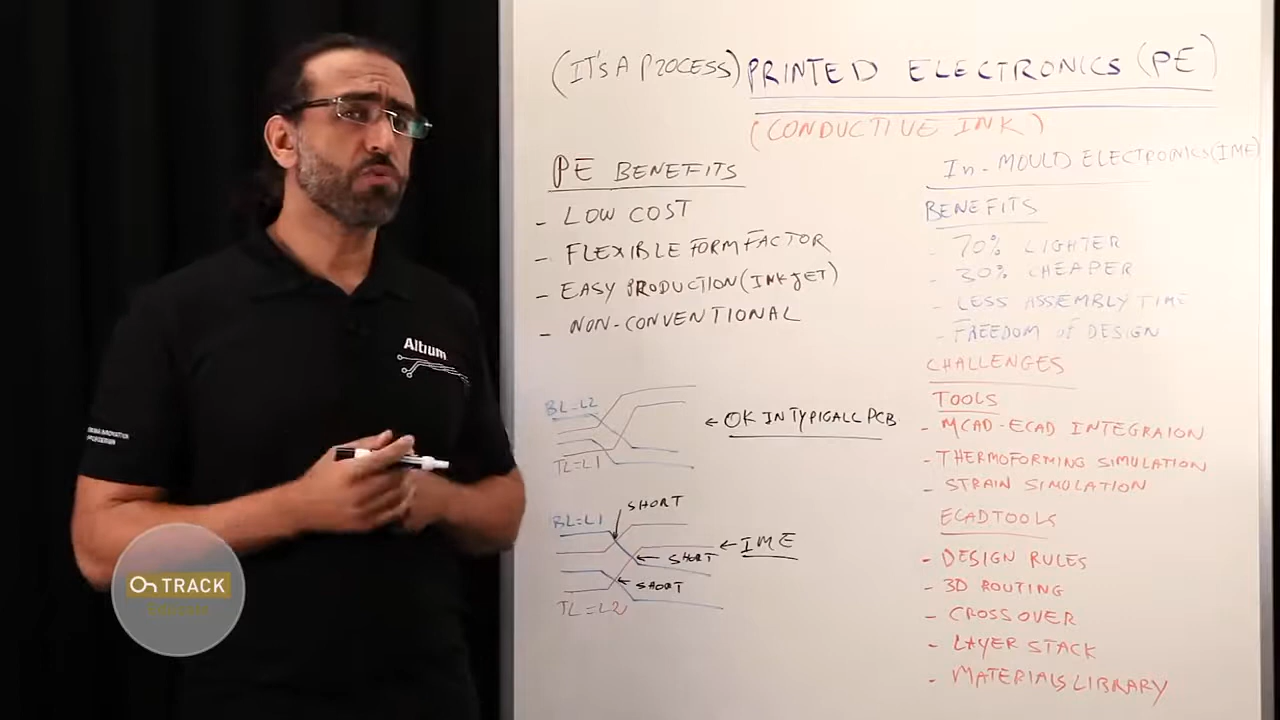 (IT'S A PROCESS) PRINTED ELECTRONICS (PE)
(CONDUCTIVE INK)
PE BENEFITS
- LOW COST
- FLEXIBLE FORM FACTOR
- EASY PRODUCTION (INKJET)
- NON-CONVENTIONAL
BL=L2
TL=L1
← OK IN TYPICALL PCB
SHORT
BL=L1
← IME
← SHORT
← SHORT
TL=L2
In-MOULD ELECTRONICS (IME)
BENEFITS
- 70% LIGHTER
- 30% CHEAPER
- LESS ASSEMBLY TIME
- FREEDOM OF DESIGN
CHALLENGES
TOOLS
- MCAD-ECAD INTEGRAION
- THERMOFORMING SIMULATION
- STRAIN SIMULATION
ECAD TOOLS
- DESIGN RULES
- 3D ROUTING
- CROSSOVER
- LAYER STACK
- MATERIALS LIBRARY
Altium
On TRACK